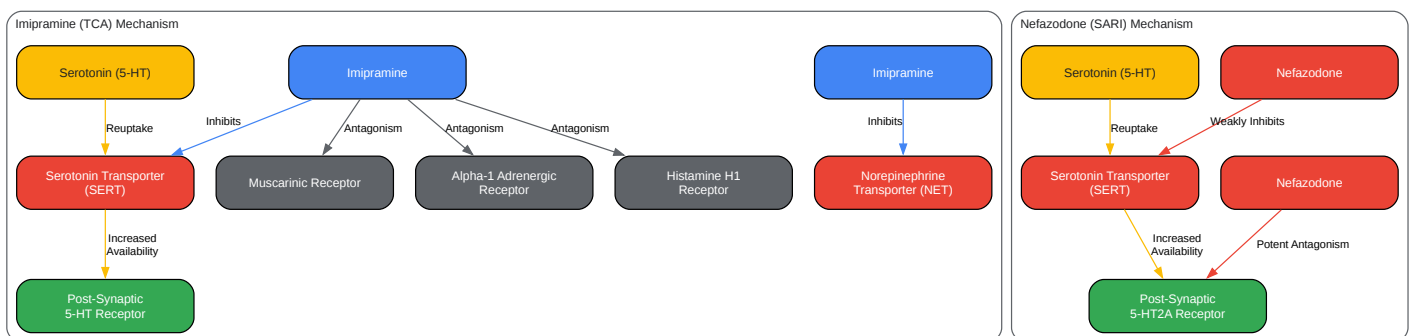 Imipramine (TCA) Mechanism
Serotonin (5-HT)
Imipramine
Imipramine
Reuptake
Inhibits
Antagonism
Antagonism
Antagonism
Inhibits
Serotonin Transporter
(SERT)
Muscarinic Receptor
Alpha-1 Adrenergic
Receptor
Histamine H1
Receptor
Norepinephrine
Transporter (NET)
Increased
Availability
Post-Synaptic
5-HT Receptor
Nefazodone (SARI) Mechanism
Serotonin (5-HT)
Nefazodone
Reuptake
Weakly Inhibits
Serotonin Transporter
(SERT)
Nefazodone
Increased
Availability
Potent Antagonism
Post-Synaptic
5-HT2A Receptor